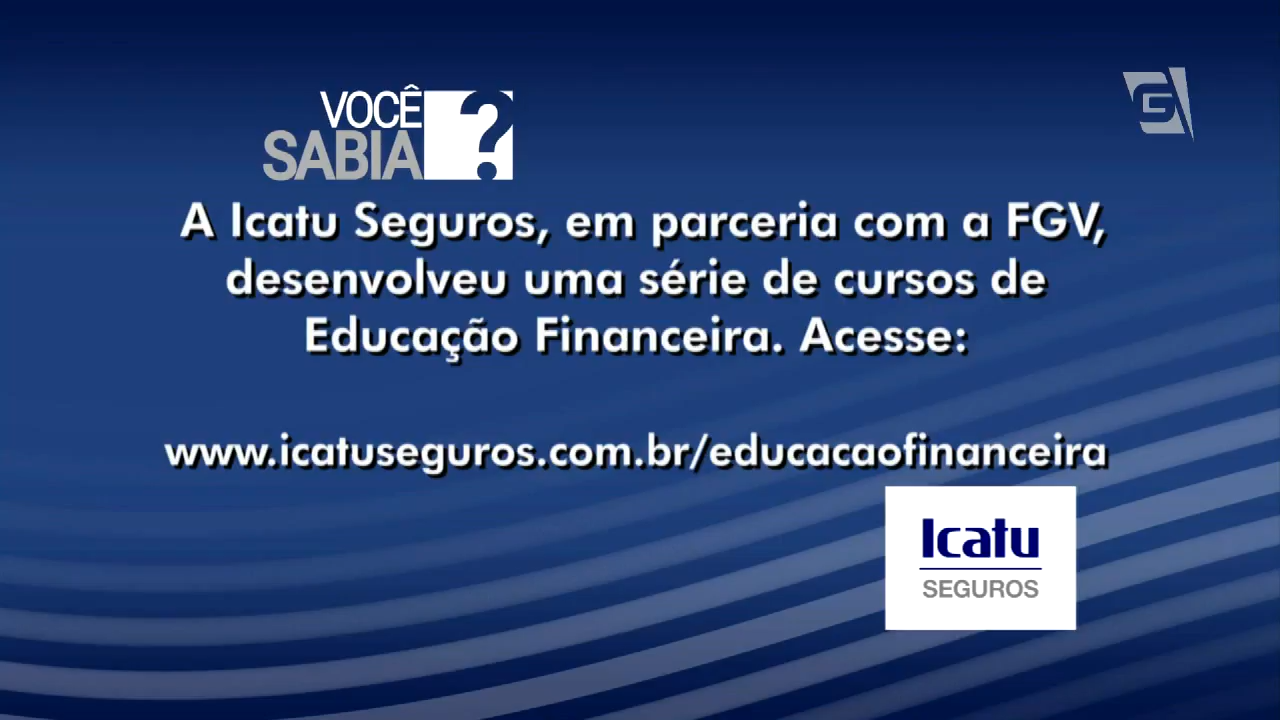 VOCÊ
SABIA ?
A Icatu Seguros, em parceria com a FGV,
desenvolveu uma série de cursos de
Educação Financeira. Acesse:
www.icatuseguros.com.br/educacaofinanceira
Icatu
SEGUROS